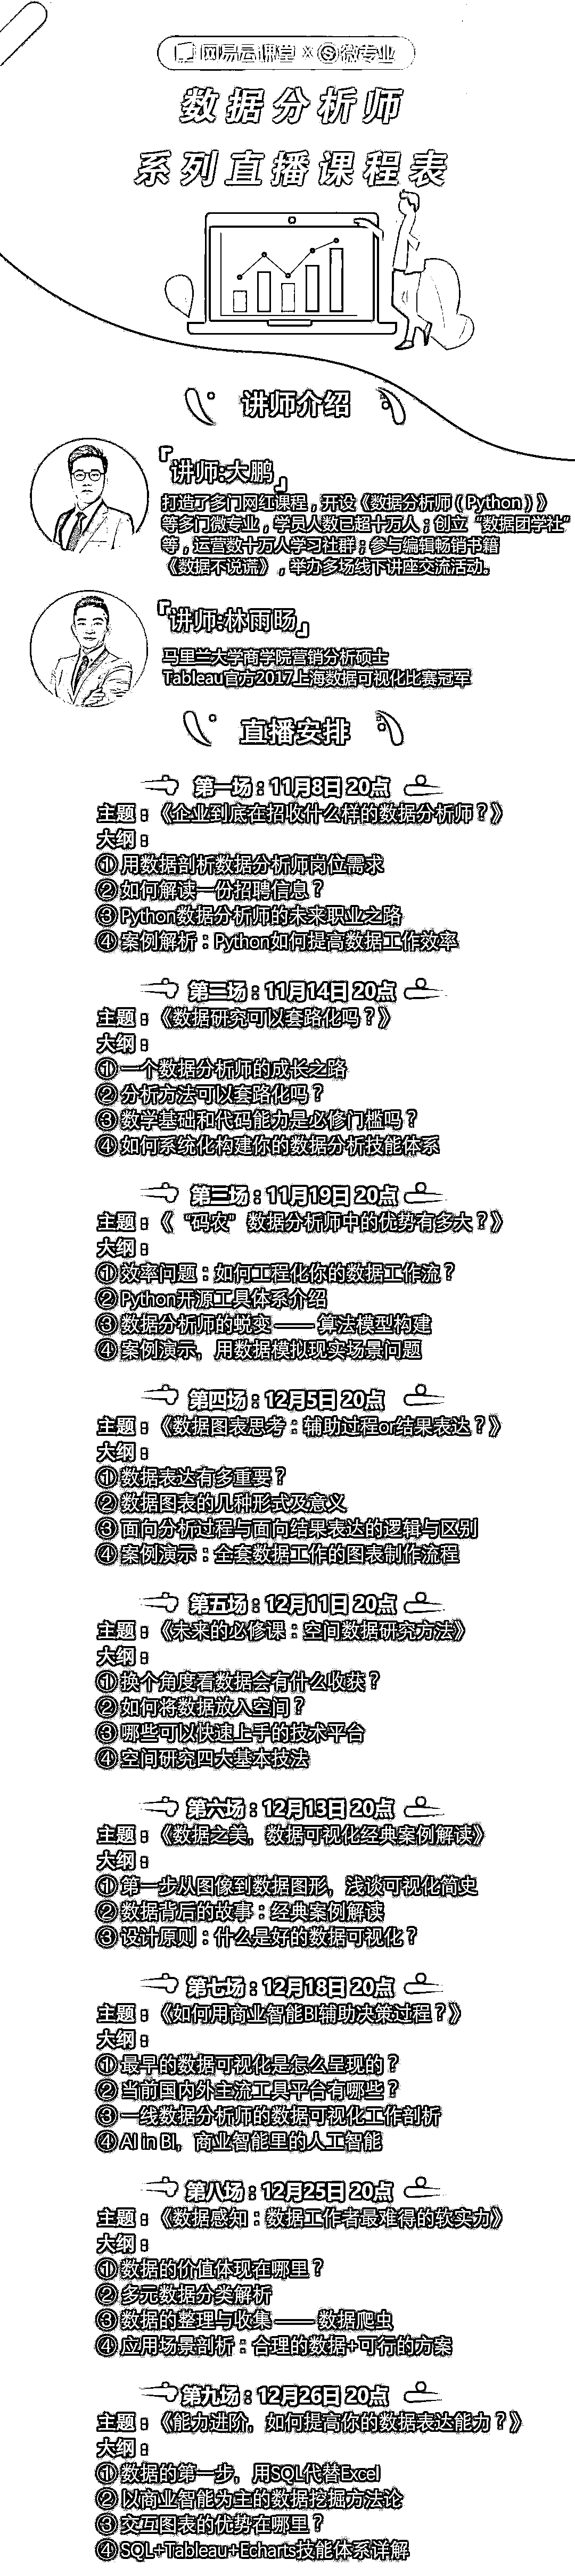 网易云课堂 × 微专业
数据分析师
系列直播课程表
讲师介绍
『讲师:大鹏』
打造了多门网红课程，开设《数据分析师（Python）》
等多门微专业，学员人数已超十万人；创立“数据团学社”
等，运营数十万人学习社群；参与编辑畅销书籍
《数据不说谎》，举办多场线下讲座交流活动。
『讲师:林雨旸』
马里兰大学商学院营销分析硕士
Tableau官方2017上海数据可视化比赛冠军
直播安排
第一场：11月8日 20点
主题：《企业到底在招收什么样的数据分析师？》
大纲：
① 用数据剖析数据分析师岗位需求
② 如何解读一份招聘信息？
③ Python数据分析师的未来职业之路
④ 案例解析：Python如何提高数据工作效率
第二场：11月14日 20点
主题：《数据研究可以套路化吗？》
大纲：
① 一个数据分析师的成长之路
② 分析方法可以套路化吗？
③ 数学基础和代码能力是必修门槛吗？
④ 如何系统化构建你的数据分析技能体系
第三场：11月19日 20点
主题：《“码农”数据分析师中的优势有多大？》
大纲：
① 效率问题：如何工程化你的数据工作流？
② Python开源工具体系介绍
③ 数据分析师的蜕变 —— 算法模型构建
④ 案例演示，用数据模拟现实场景问题
第四场：12月5日 20点
主题：《数据图表思考：辅助过程or结果表达？》
大纲：
① 数据表达有多重要？
② 数据图表的几种形式及意义
③ 面向分析过程与面向结果表达的逻辑与区别
④ 案例演示：全套数据工作的图表制作流程
第五场：12月11日 20点
主题：《未来的必修课：空间数据研究方法》
大纲：
① 换个角度看数据会有什么收获？
② 如何将数据放入空间？
③ 哪些可以快速上手的技术平台
④ 空间研究四大基本技法
第六场：12月13日 20点
主题：《数据之美，数据可视化经典案例解读》
大纲：
① 第一步从图像到数据图形，浅谈可视化简史
② 数据背后的故事：经典案例解读
③ 设计原则：什么是好的数据可视化？
第七场：12月18日 20点
主题：《如何用商业智能BI辅助决策过程？》
大纲：
① 最早的数据可视化是怎么呈现的？
② 当前国内外主流工具平台有哪些？
③ 一线数据分析师的数据可视化工作剖析
④ AI in BI，商业智能里的人工智能
第八场：12月25日 20点
主题：《数据感知：数据工作者最难得的软实力》
大纲：
① 数据的价值体现在哪里？
② 多元数据分类解析
③ 数据的整理与收集 —— 数据爬虫
④ 应用场景剖析：合理的数据+可行的方案
第九场：12月26日 20点
主题：《能力进阶，如何提高你的数据表达能力？》
大纲：
① 数据的第一步，用SQL代替Excel
② 以商业智能为主的数据挖掘方法论
③ 交互图表的优势在哪里？
④ SQL+Tableau+Echarts技能体系详解